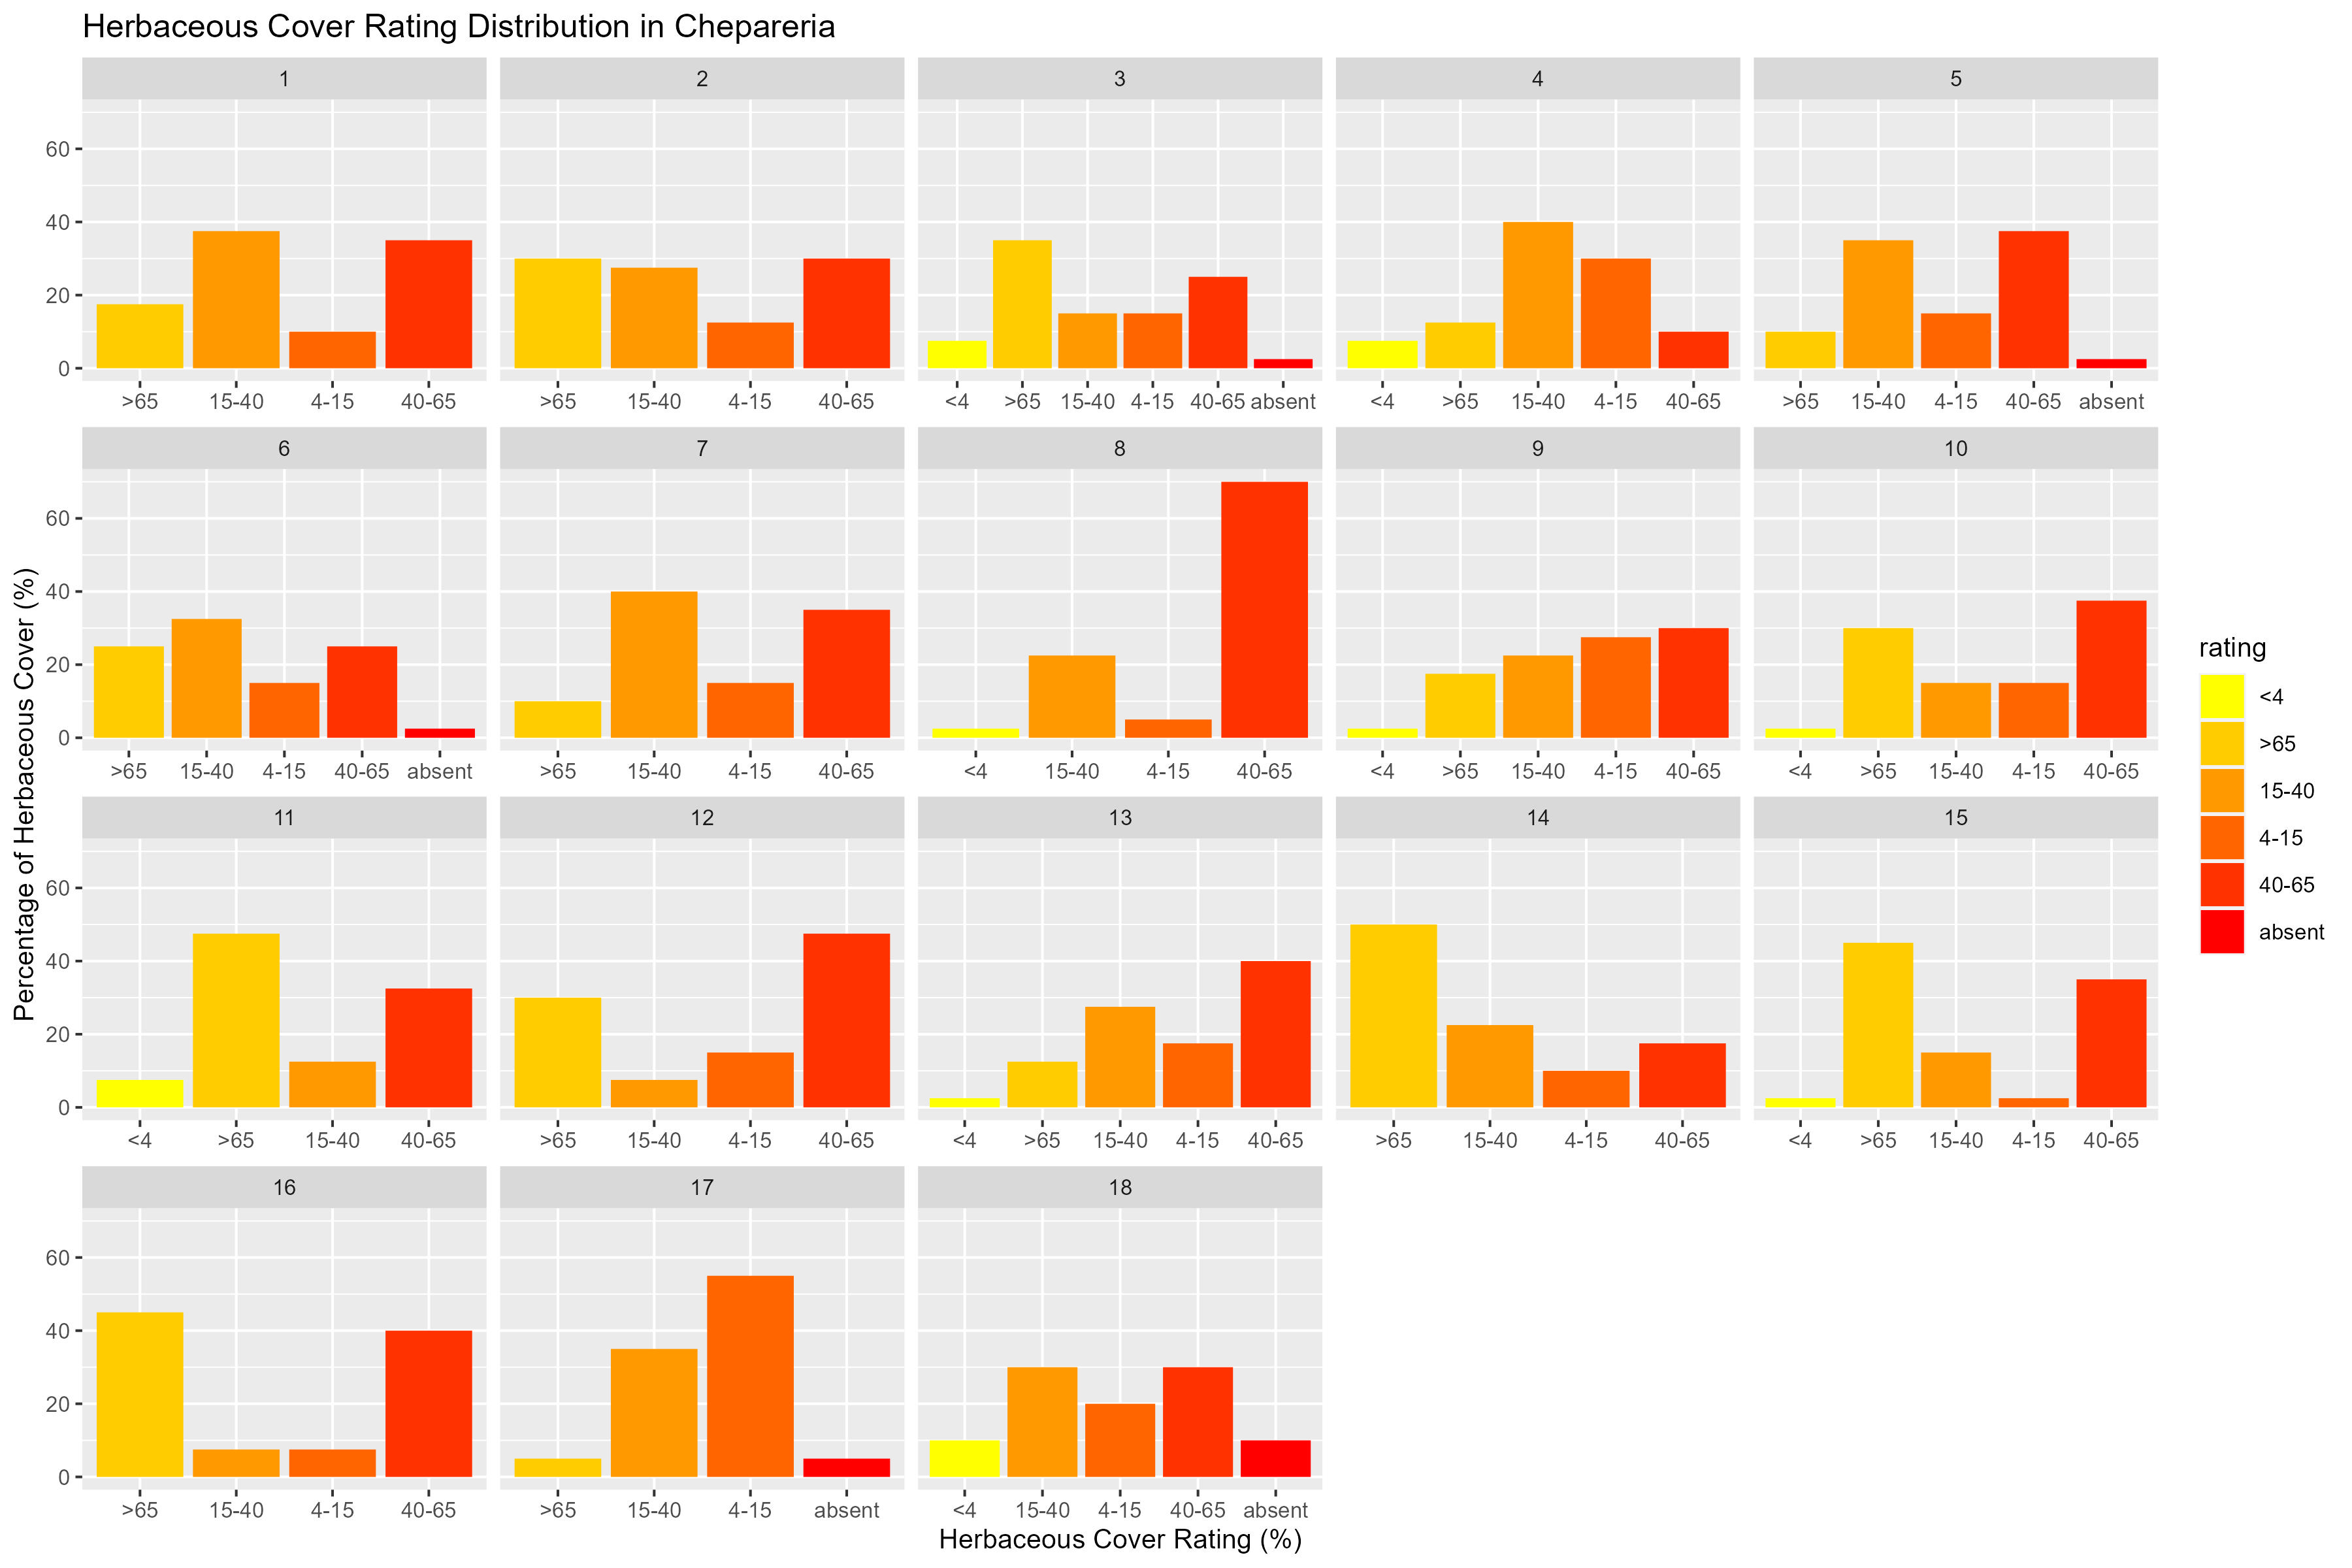 Herbaceous Cover Rating Distribution in Chepareria
1 2 3 4 5
60
40
20
0
>65 15-40 4-15 40-65 >65 15-40 4-15 40-65 <4 >65 15-40 4-15 40-65 absent <4 >65 15-40 4-15 40-65 >65 15-40 4-15 40-65 absent
6 7 8 9 10
60
40
20
0
>65 15-40 4-15 40-65 absent >65 15-40 4-15 40-65 <4 15-40 4-15 40-65 <4 >65 15-40 4-15 40-65 <4 >65 15-40 4-15 40-65
11 12 13 14 15
60
40
20
0
<4 >65 15-40 40-65 >65 15-40 4-15 40-65 <4 >65 15-40 4-15 40-65 >65 15-40 4-15 40-65 <4 >65 15-40 4-15 40-65
16 17 18
60
40
20
0
>65 15-40 4-15 40-65 >65 15-40 4-15 absent <4 15-40 4-15 40-65 absent
Herbaceous Cover Rating (%)
Percentage of Herbaceous Cover (%)
rating
<4
>65
15-40
4-15
40-65
absent